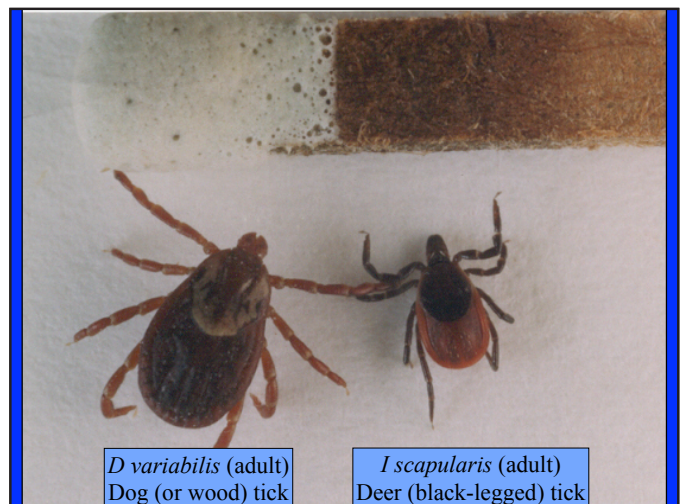 D variabilis (adult)
Dog (or wood) tick
I scapularis (adult)
Deer (black-legged) tick